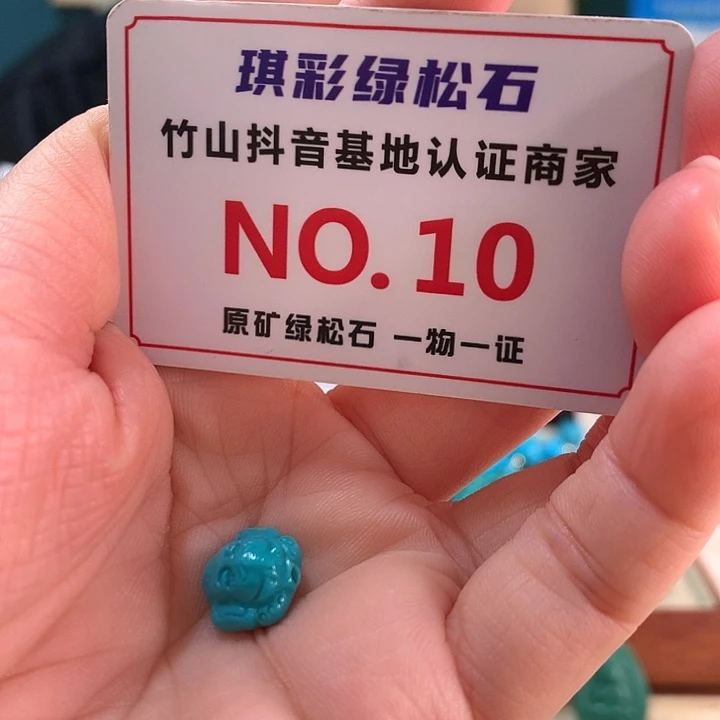 琪彩绿松石
竹山抖音基地认证商家
NO.10
原矿绿松石 一物一证